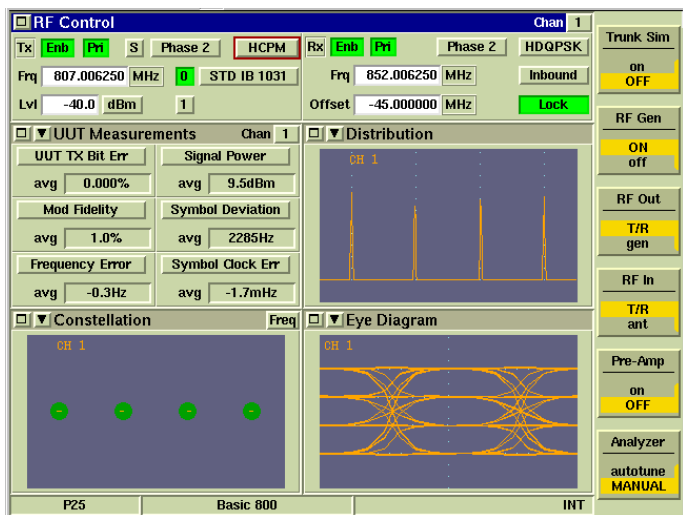 RF Control Chan 1
Tx Enb Pri S Phase 2 HCPM
Frq 807.006250 MHz 0 STD IB 1031
Lvl -40.0 dBm 1
Rx Enb Pri Phase 2 HDQPSK
Frq 852.006250 MHz Inbound
Offset -45.000000 MHz Lock
UUT Measurements Chan 1
UUT TX Bit Err Signal Power
avg 0.000% avg 9.5dBm
Mod Fidelity Symbol Deviation
avg 1.0% avg 2285Hz
Frequency Error Symbol Clock Err
avg -0.3Hz avg -1.7mHz
Distribution
CH 1
Constellation Freq
CH 1
Eye Diagram
CH 1
P25 Basic 800 INT
Trunk Sim
on
OFF
RF Gen
ON
off
RF Out
T/R
gen
RF In
T/R
ant
Pre-Amp
on
OFF
Analyzer
autotune
MANUAL